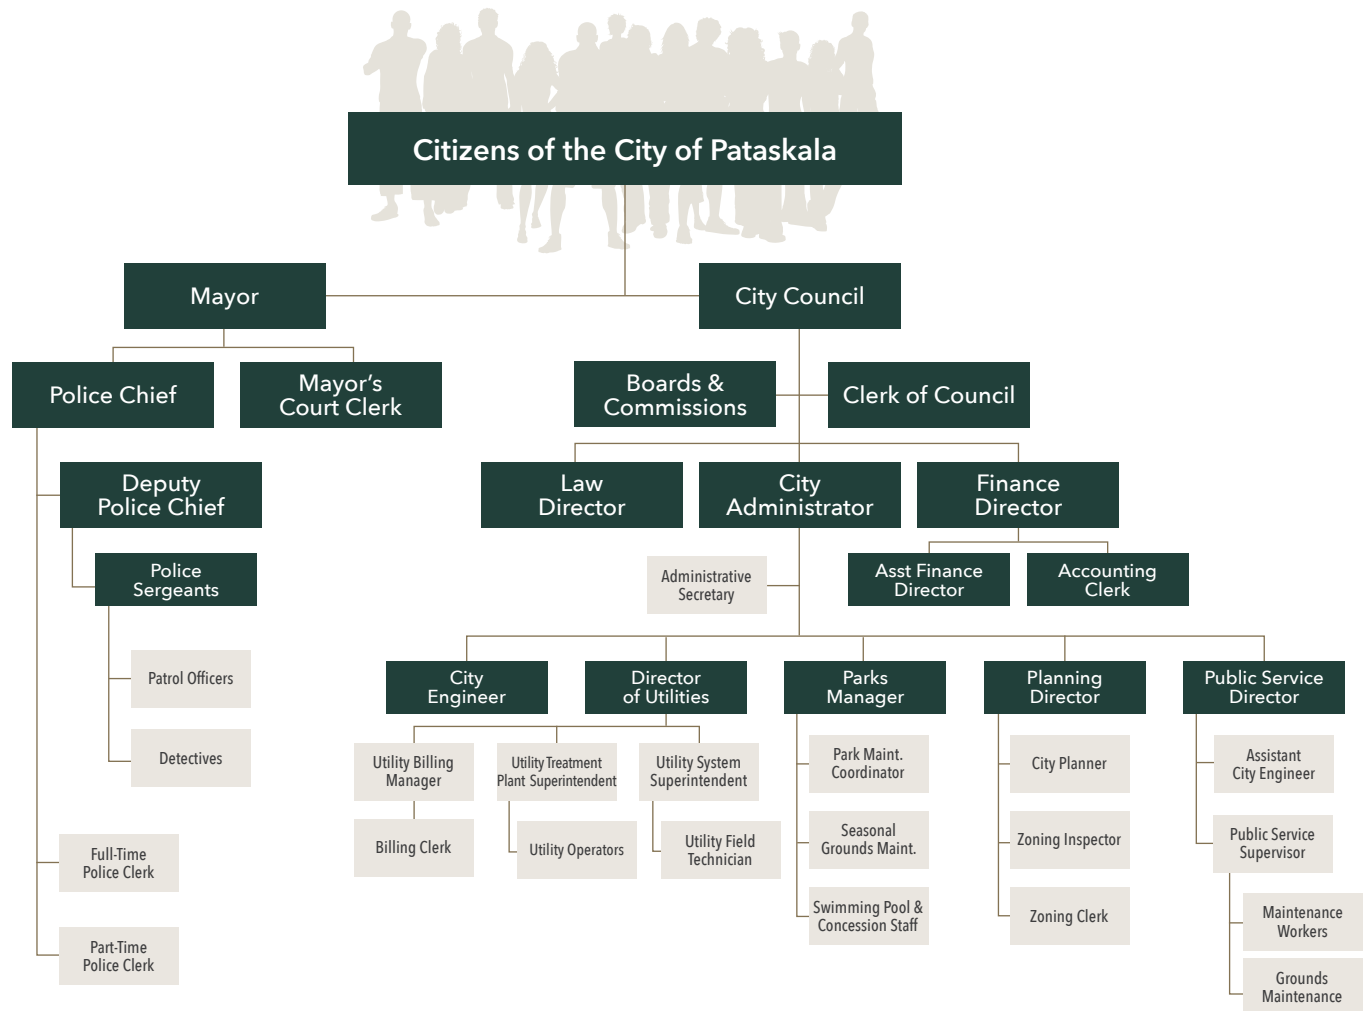 Citizens of the City of Pataskala
Mayor
City Council
Police Chief
Mayor's
Court Clerk
Boards &
Commissions
Clerk of Council
Deputy
Police Chief
Law
Director
City
Administrator
Finance
Director
Police
Sergeants
Administrative
Secretary
Asst Finance
Director
Accounting
Clerk
Patrol Officers
Detectives
Full-Time
Police Clerk
Part-Time
Police Clerk
City
Engineer
Director
of Utilities
Parks
Manager
Planning
Director
Public Service
Director
Utility Billing
Manager
Utility Treatment
Plant Superintendent
Utility System
Superintendent
Billing Clerk
Utility Operators
Utility Field
Technician
Park Maint.
Coordinator
Seasonal
Grounds Maint.
Swimming Pool &
Concession Staff
City Planner
Zoning Inspector
Zoning Clerk
Assistant
City Engineer
Public Service
Supervisor
Maintenance
Workers
Grounds
Maintenance